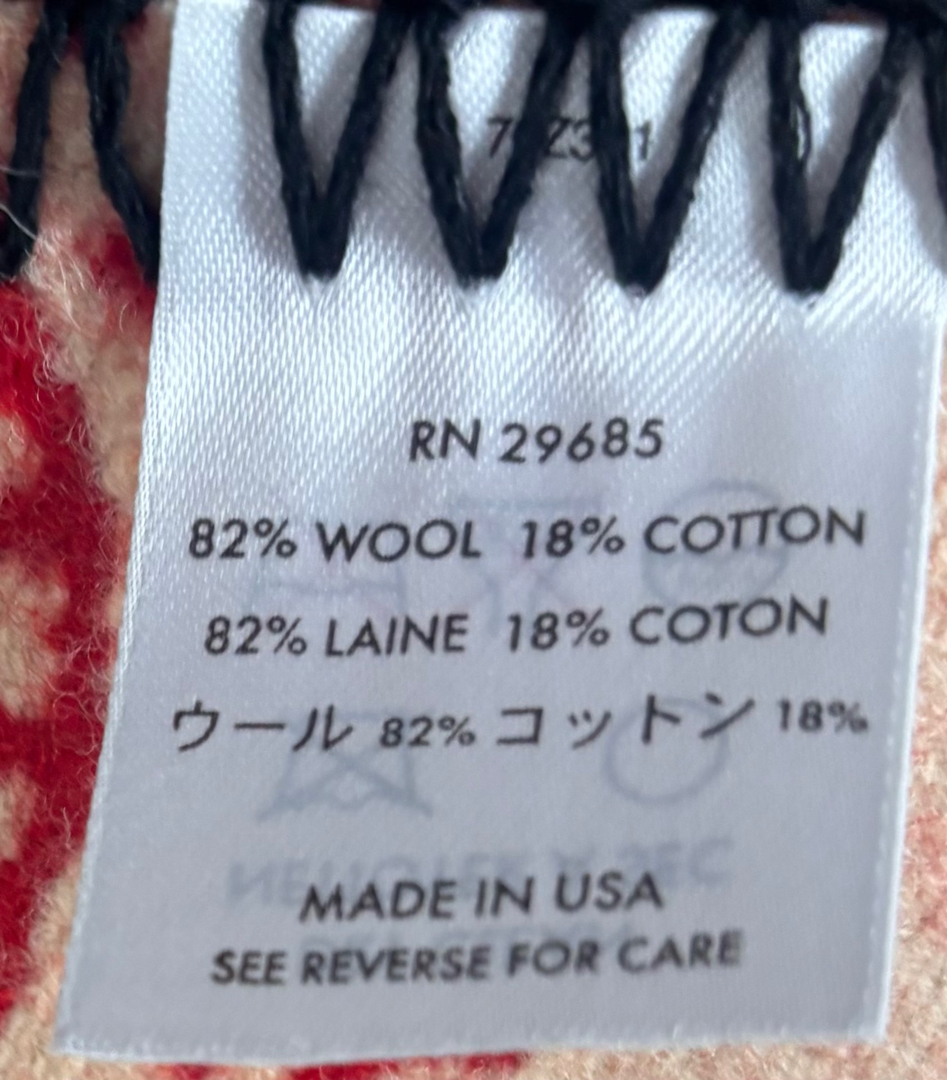 RN 29685
82% WOOL 18% COTTON
82% LAINE 18% COTON
ウール 82% コットン 18%
MADE IN USA
SEE REVERSE FOR CARE